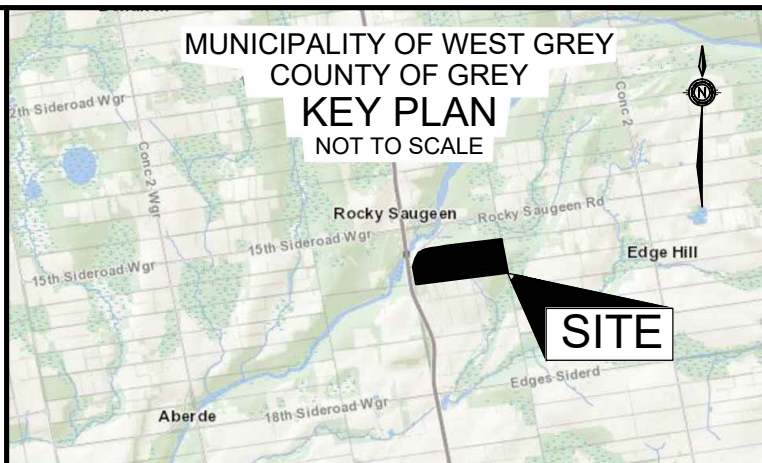 MUNICIPALITY OF WEST GREY
COUNTY OF GREY
KEY PLAN
NOT TO SCALE
N
2th Sideroad Wgr
Conc 2 Wgr
Conc 2
Rocky Saugeen
Rocky Saugeen Rd
15th Sideroad Wgr
15th Sideroad Wgr
Edge Hill
SITE
Edges Siderd
Aberde
18th Sideroad Wgr